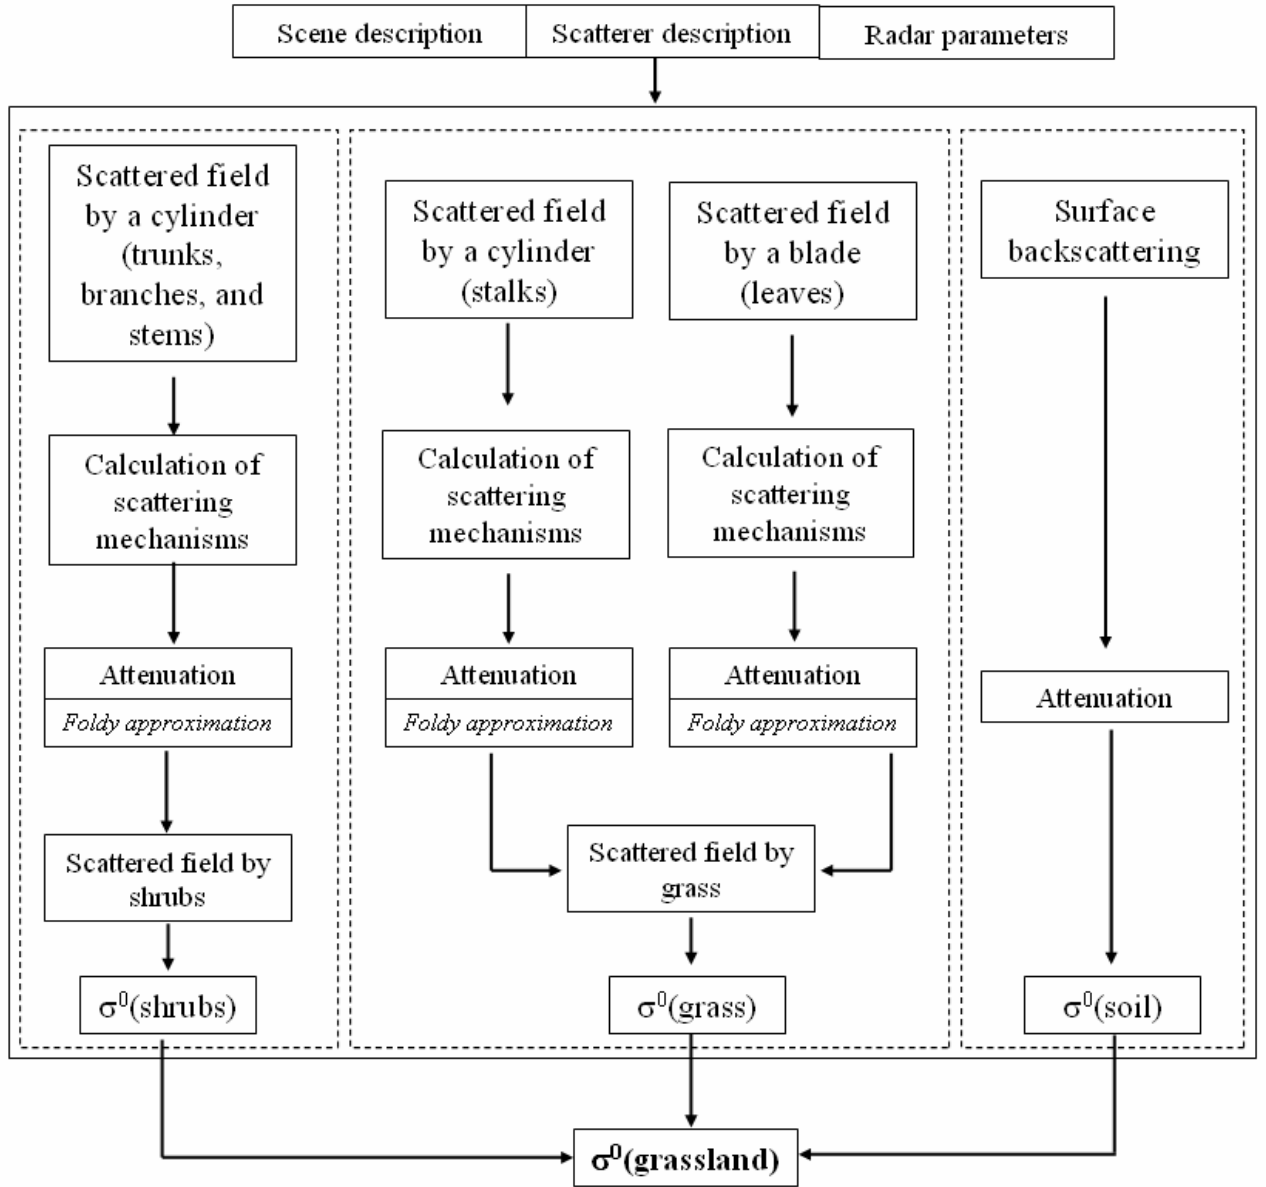 Scene description
Scatterer description
Radar parameters
Scattered field
by a cylinder
(trunks,
branches, and
stems)
Calculation of
scattering
mechanisms
Attenuation
Foldy approximation
Scattered field by
shrubs
σ⁰(shrubs)
Scattered field
by a cylinder
(stalks)
Calculation of
scattering
mechanisms
Attenuation
Foldy approximation
Scattered field
by a blade
(leaves)
Calculation of
scattering
mechanisms
Attenuation
Foldy approximation
Scattered field by
grass
σ⁰(grass)
Surface
backscattering
Attenuation
σ⁰(soil)
σ⁰(grassland)